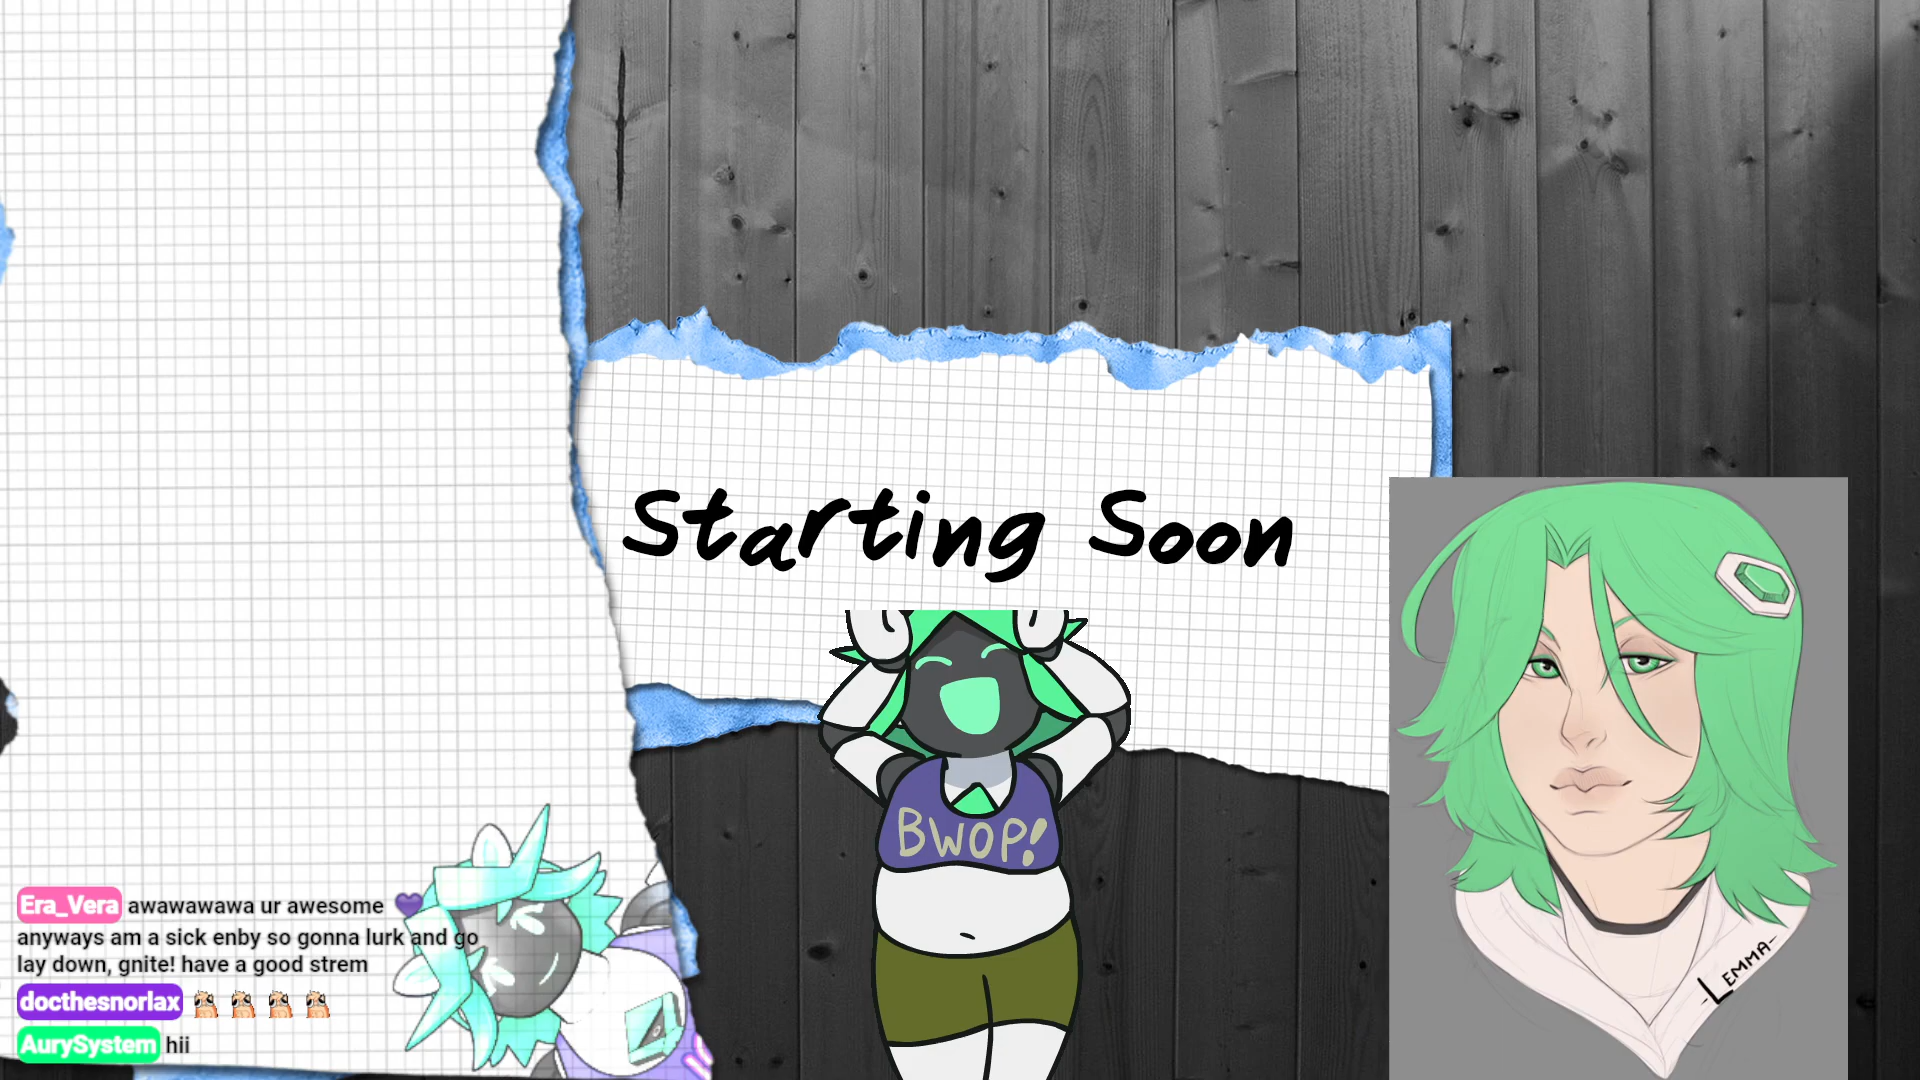 Starting Soon
BWOP!
-LEMMA-
Era_Vera awawawawa ur awesome
anyways am a sick enby so gonna lurk and go
lay down, gnite! have a good strem
docthesnorlax
AurySystem hii